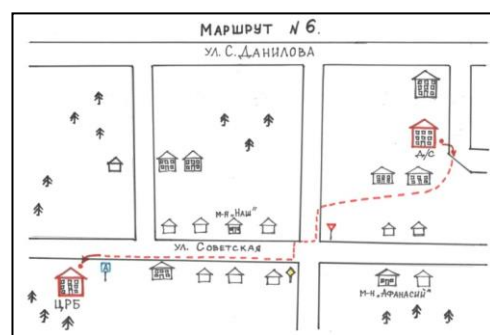 МАРШРУТ № 6.
УЛ. С. ДАНИЛОВА
Д/С
М-Н „НАШ"
УЛ. СОВЕТСКАЯ
А
ЦРБ
М-Н „АФАНАСИЙ"